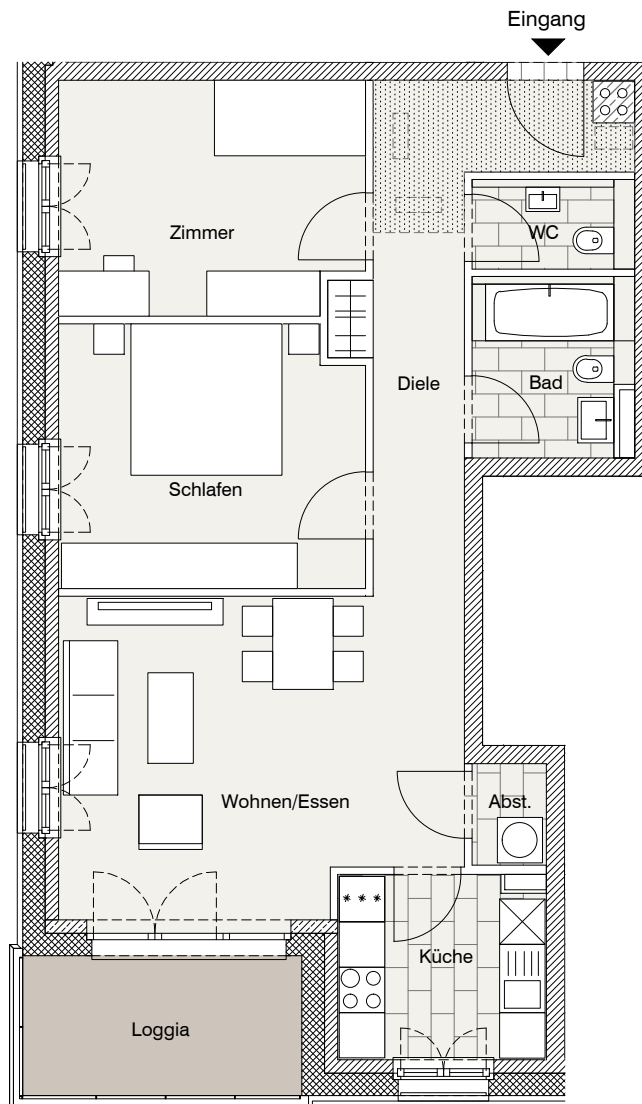 Eingang
Zimmer
WC
Diele
Bad
Schlafen
Wohnen/Essen
Abst.
Küche
Loggia